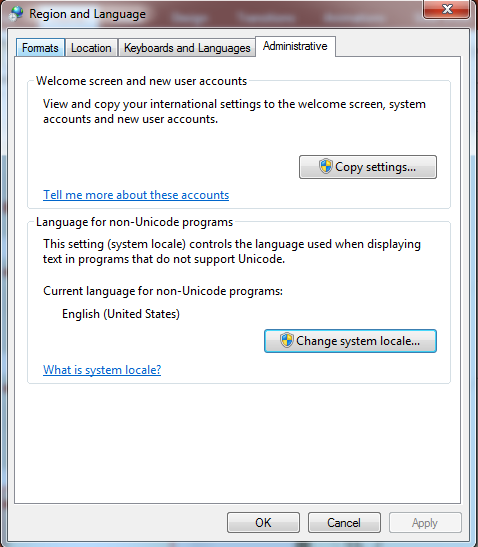 Region and Language
Formats
Location
Keyboards and Languages
Administrative
Welcome screen and new user accounts
View and copy your international settings to the welcome screen, system
accounts and new user accounts.
Copy settings...
Tell me more about these accounts
Language for non-Unicode programs
This setting (system locale) controls the language used when displaying
text in programs that do not support Unicode.
Current language for non-Unicode programs:
English (United States)
Change system locale...
What is system locale?
OK
Cancel
Apply